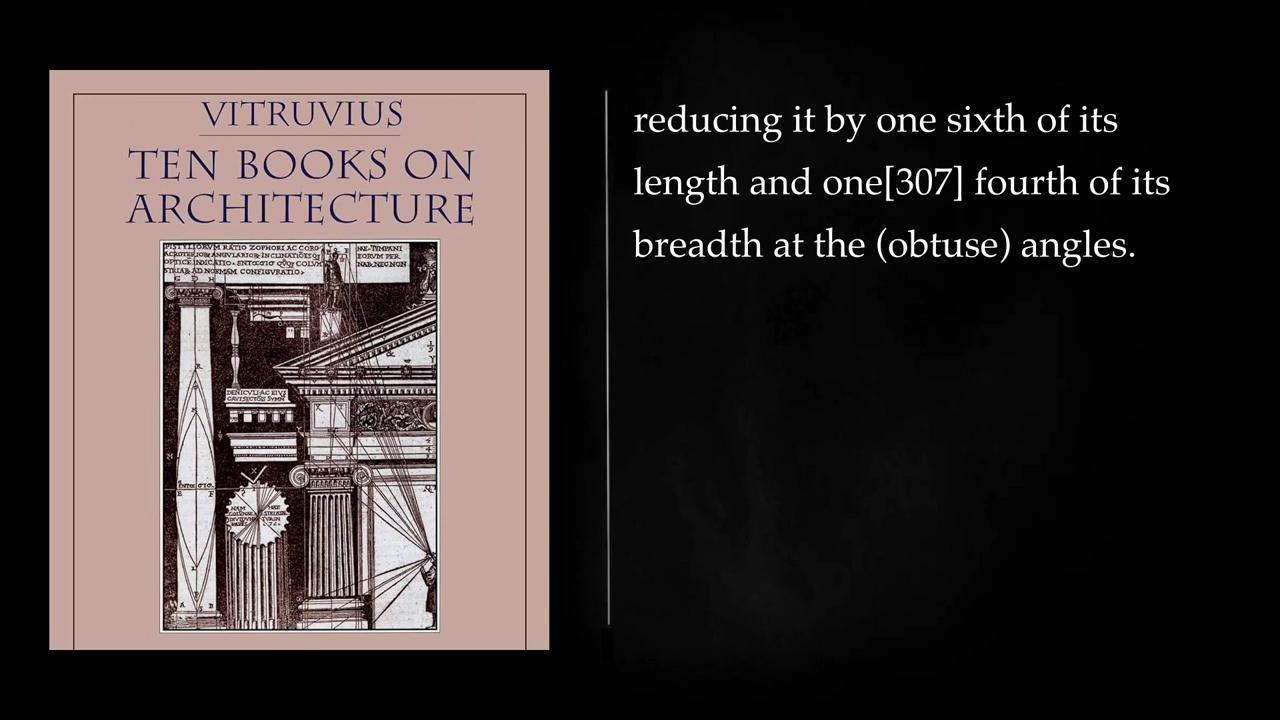 VITRUVIUS
TEN BOOKS ON
ARCHITECTURE
reducing it by one sixth of its
length and one[307] fourth of its
breadth at the (obtuse) angles.